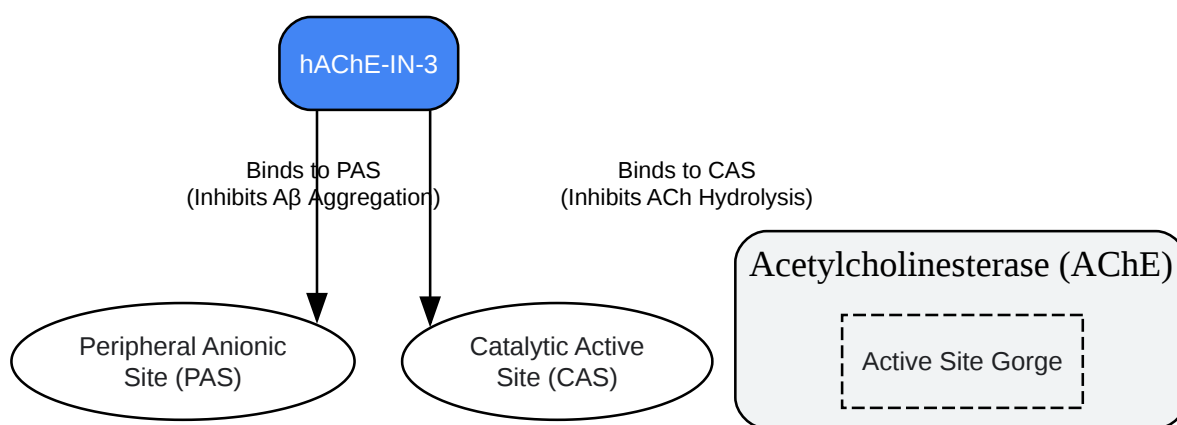 hAChE-IN-3
Binds to PAS
(Inhibits Aβ Aggregation)
Binds to CAS
(Inhibits ACh Hydrolysis)
Acetylcholinesterase (AChE)
Peripheral Anionic
Site (PAS)
Catalytic Active
Site (CAS)
Active Site Gorge